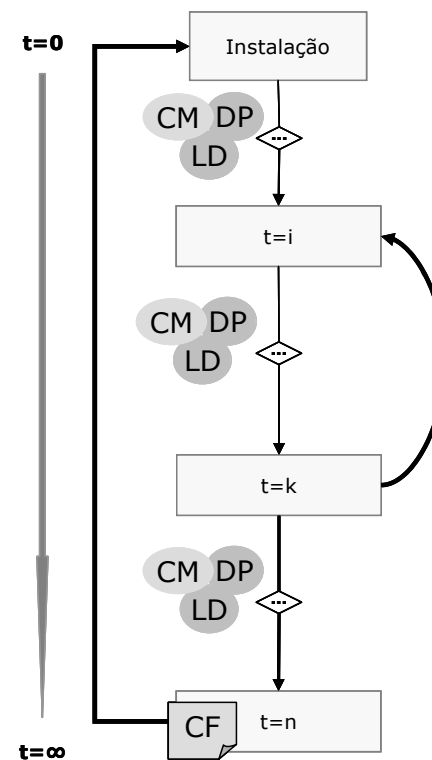 t=0
Instalação
CM DP
LD
...
t=i
CM DP
LD
...
t=k
CM DP
LD
...
CF
t=n
t=∞